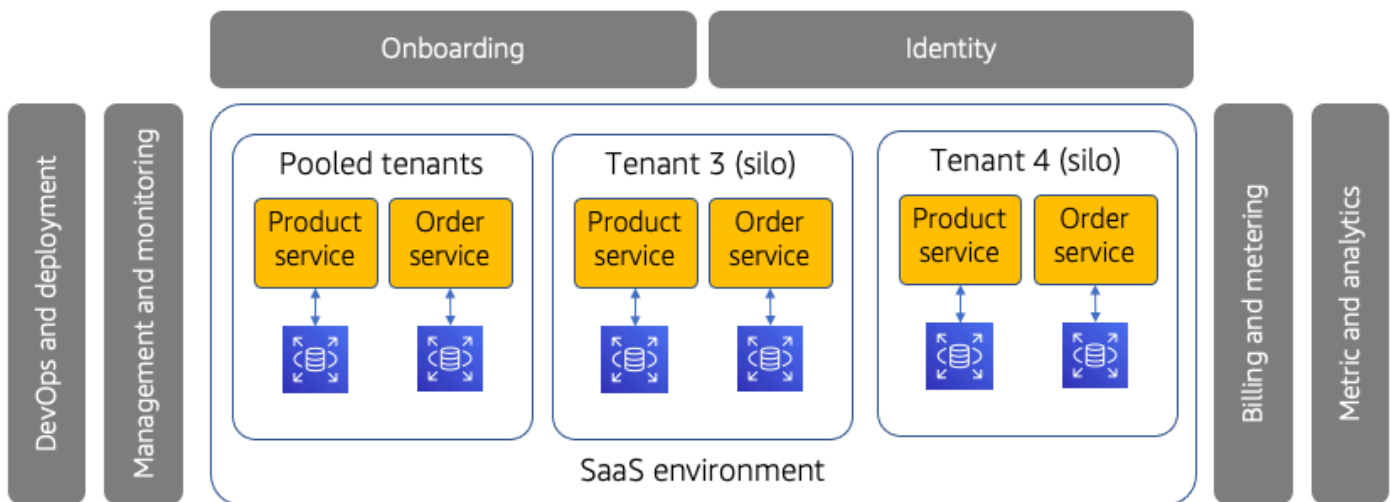 Onboarding
Identity
DevOps and deployment
Management and monitoring
Pooled tenants
Product
service
Order
service
Tenant 3 (silo)
Product
service
Order
service
Tenant 4 (silo)
Product
service
Order
service
SaaS environment
Billing and metering
Metric and analytics